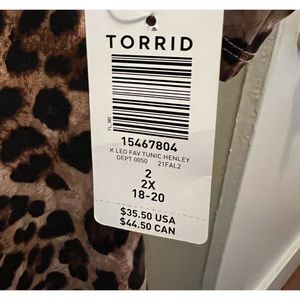 TORRID
FL_382
15467804
K LEO FAV TUNIC HENLEY
DEPT 0050 21FAL2
2
2X
18-20
$35.50 USA
$44.50 CAN